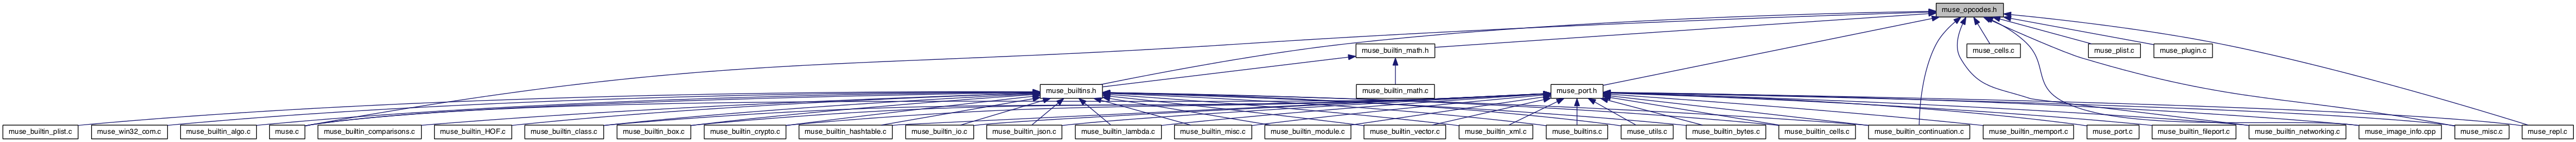 muse_opcodes.h
muse_builtin_math.h
muse_cells.c
muse_plist.c
muse_plugin.c
muse_builtins.h
muse_builtin_math.c
muse_port.h
muse_builtin_plist.c
muse_win32_com.c
muse_builtin_algo.c
muse.c
muse_builtin_comparisons.c
muse_builtin_HOF.c
muse_builtin_class.c
muse_builtin_box.c
muse_builtin_crypto.c
muse_builtin_hashtable.c
muse_builtin_io.c
muse_builtin_json.c
muse_builtin_lambda.c
muse_builtin_misc.c
muse_builtin_module.c
muse_builtin_vector.c
muse_builtin_xml.c
muse_builtins.c
muse_utils.c
muse_builtin_bytes.c
muse_builtin_cells.c
muse_builtin_continuation.c
muse_builtin_memport.c
muse_port.c
muse_builtin_fileport.c
muse_builtin_networking.c
muse_image_info.cpp
muse_misc.c
muse_repl.c